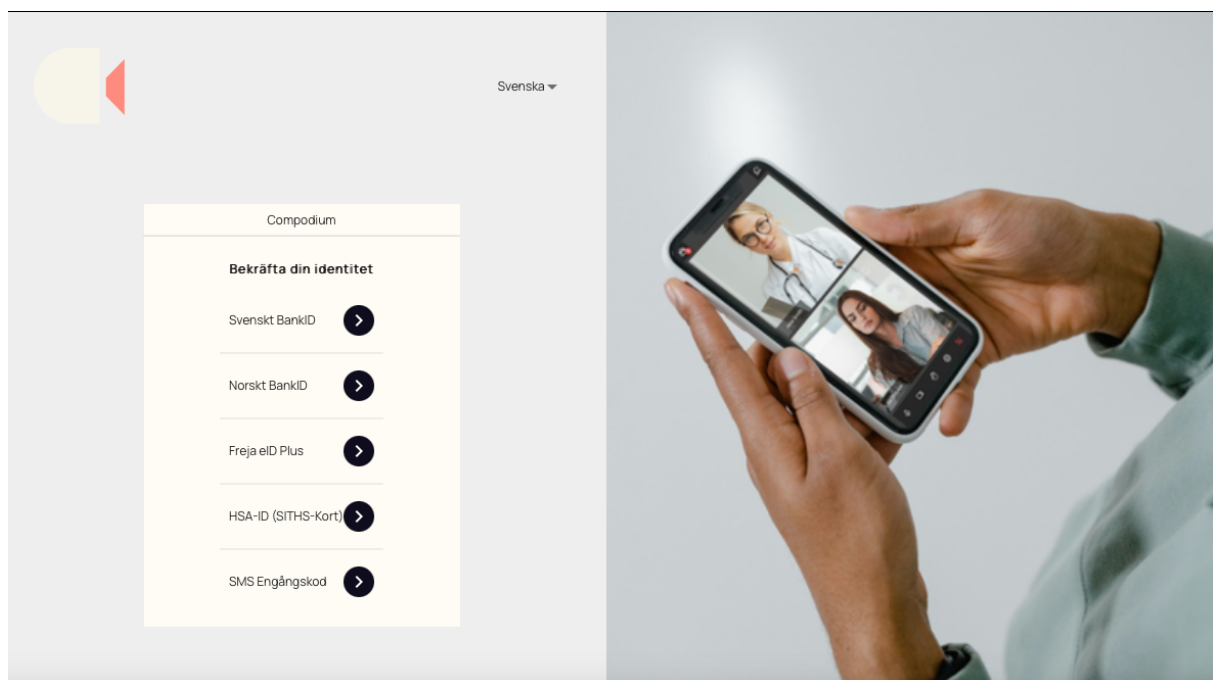 Svenska
Compodium
Bekräfta din identitet
Svenskt BankID
Norskt BankID
Freja eID Plus
HSA-ID (SITHS-Kort)
SMS Engångskod